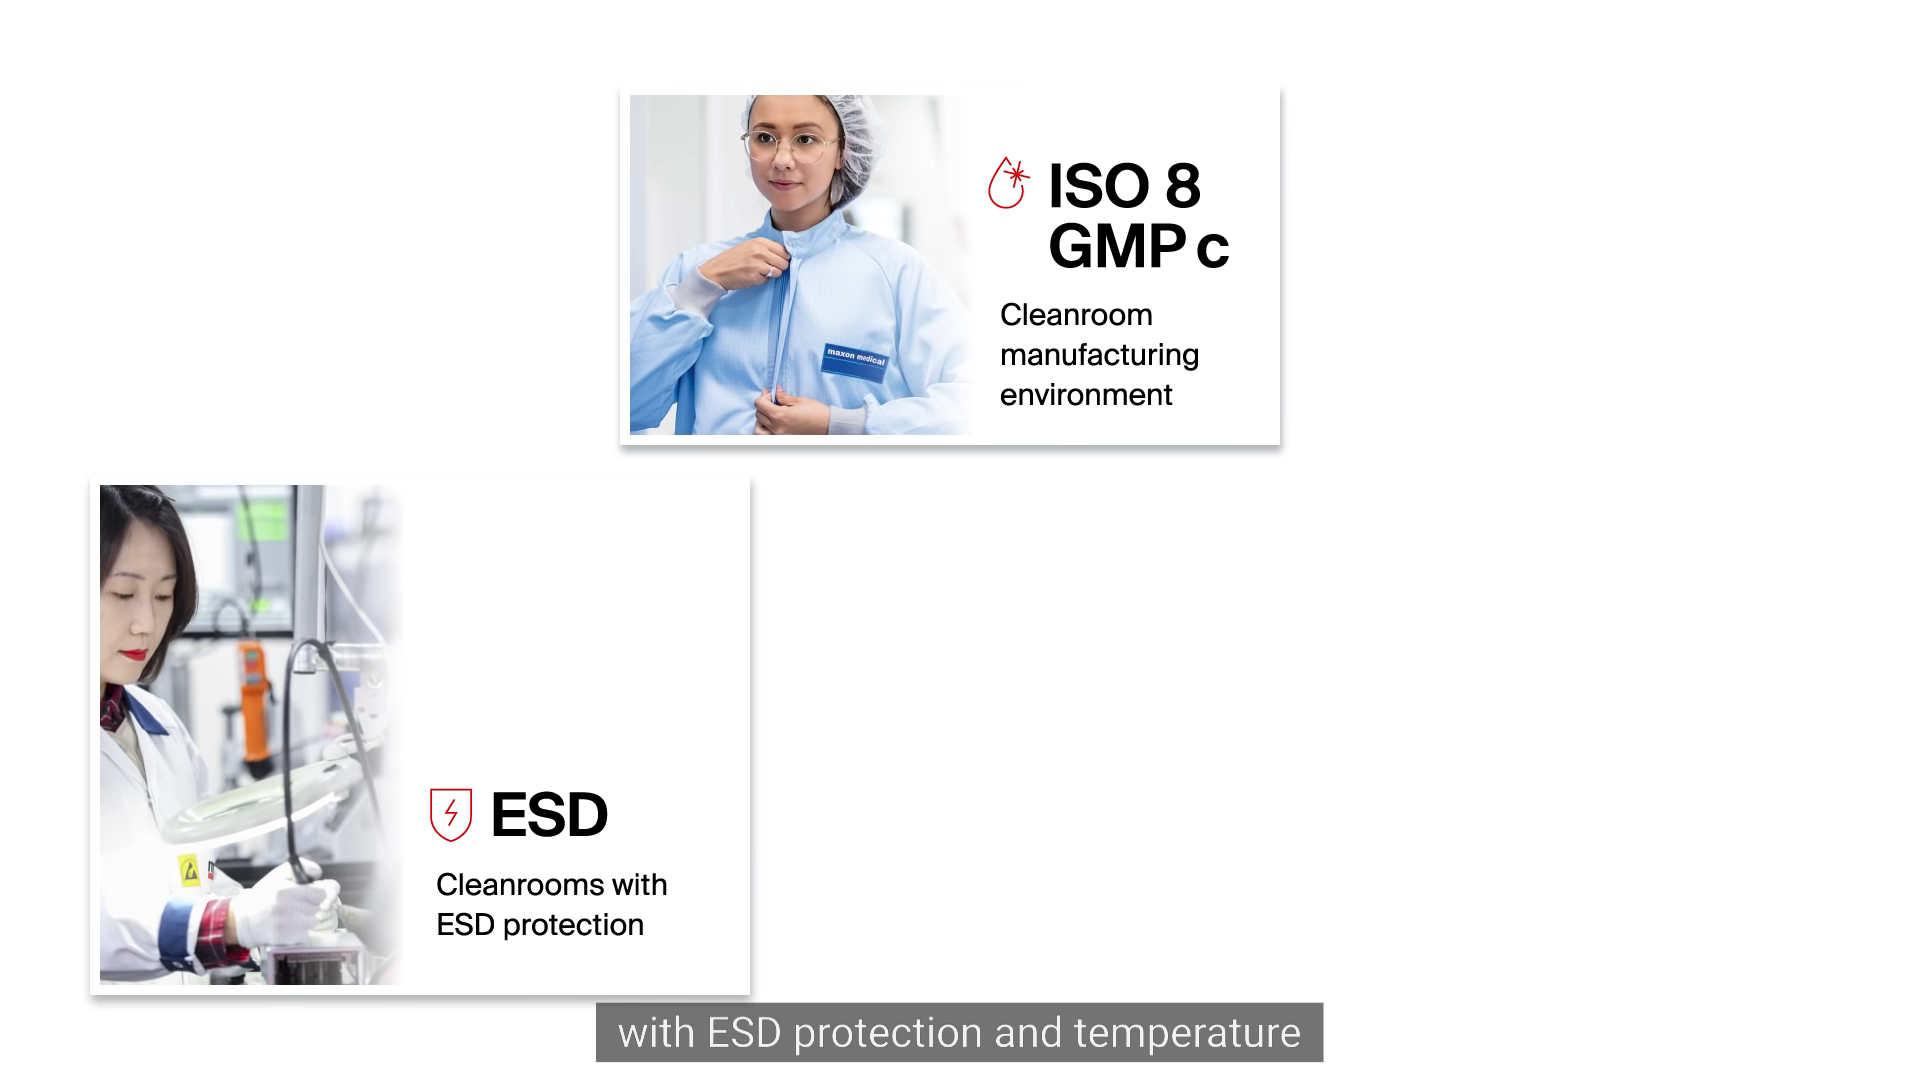 ISO 8
GMP c
Cleanroom
manufacturing
environment
maxon medical
ESD
Cleanrooms with
ESD protection
with ESD protection and temperature